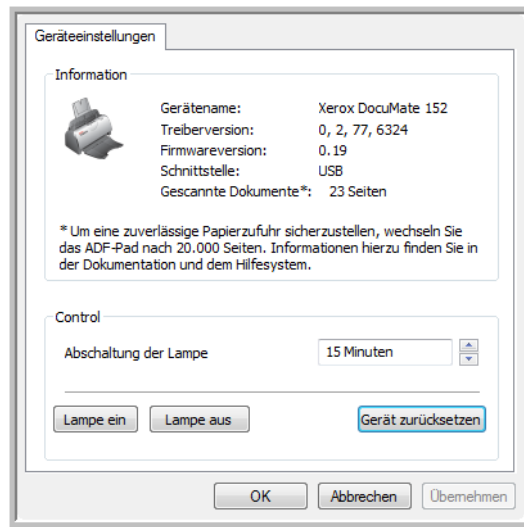 Geräteeinstellungen
Information
Gerätename: Xerox DocuMate 152
Treiberversion: 0, 2, 77, 6324
Firmwareversion: 0.19
Schnittstelle: USB
Gescannte Dokumente*: 23 Seiten
* Um eine zuverlässige Papierzufuhr sicherzustellen, wechseln Sie
das ADF-Pad nach 20.000 Seiten. Informationen hierzu finden Sie in
der Dokumentation und dem Hilfesystem.
Control
Abschaltung der Lampe 15 Minuten
Lampe ein Lampe aus Gerät zurücksetzen
OK Abbrechen Übernehmen